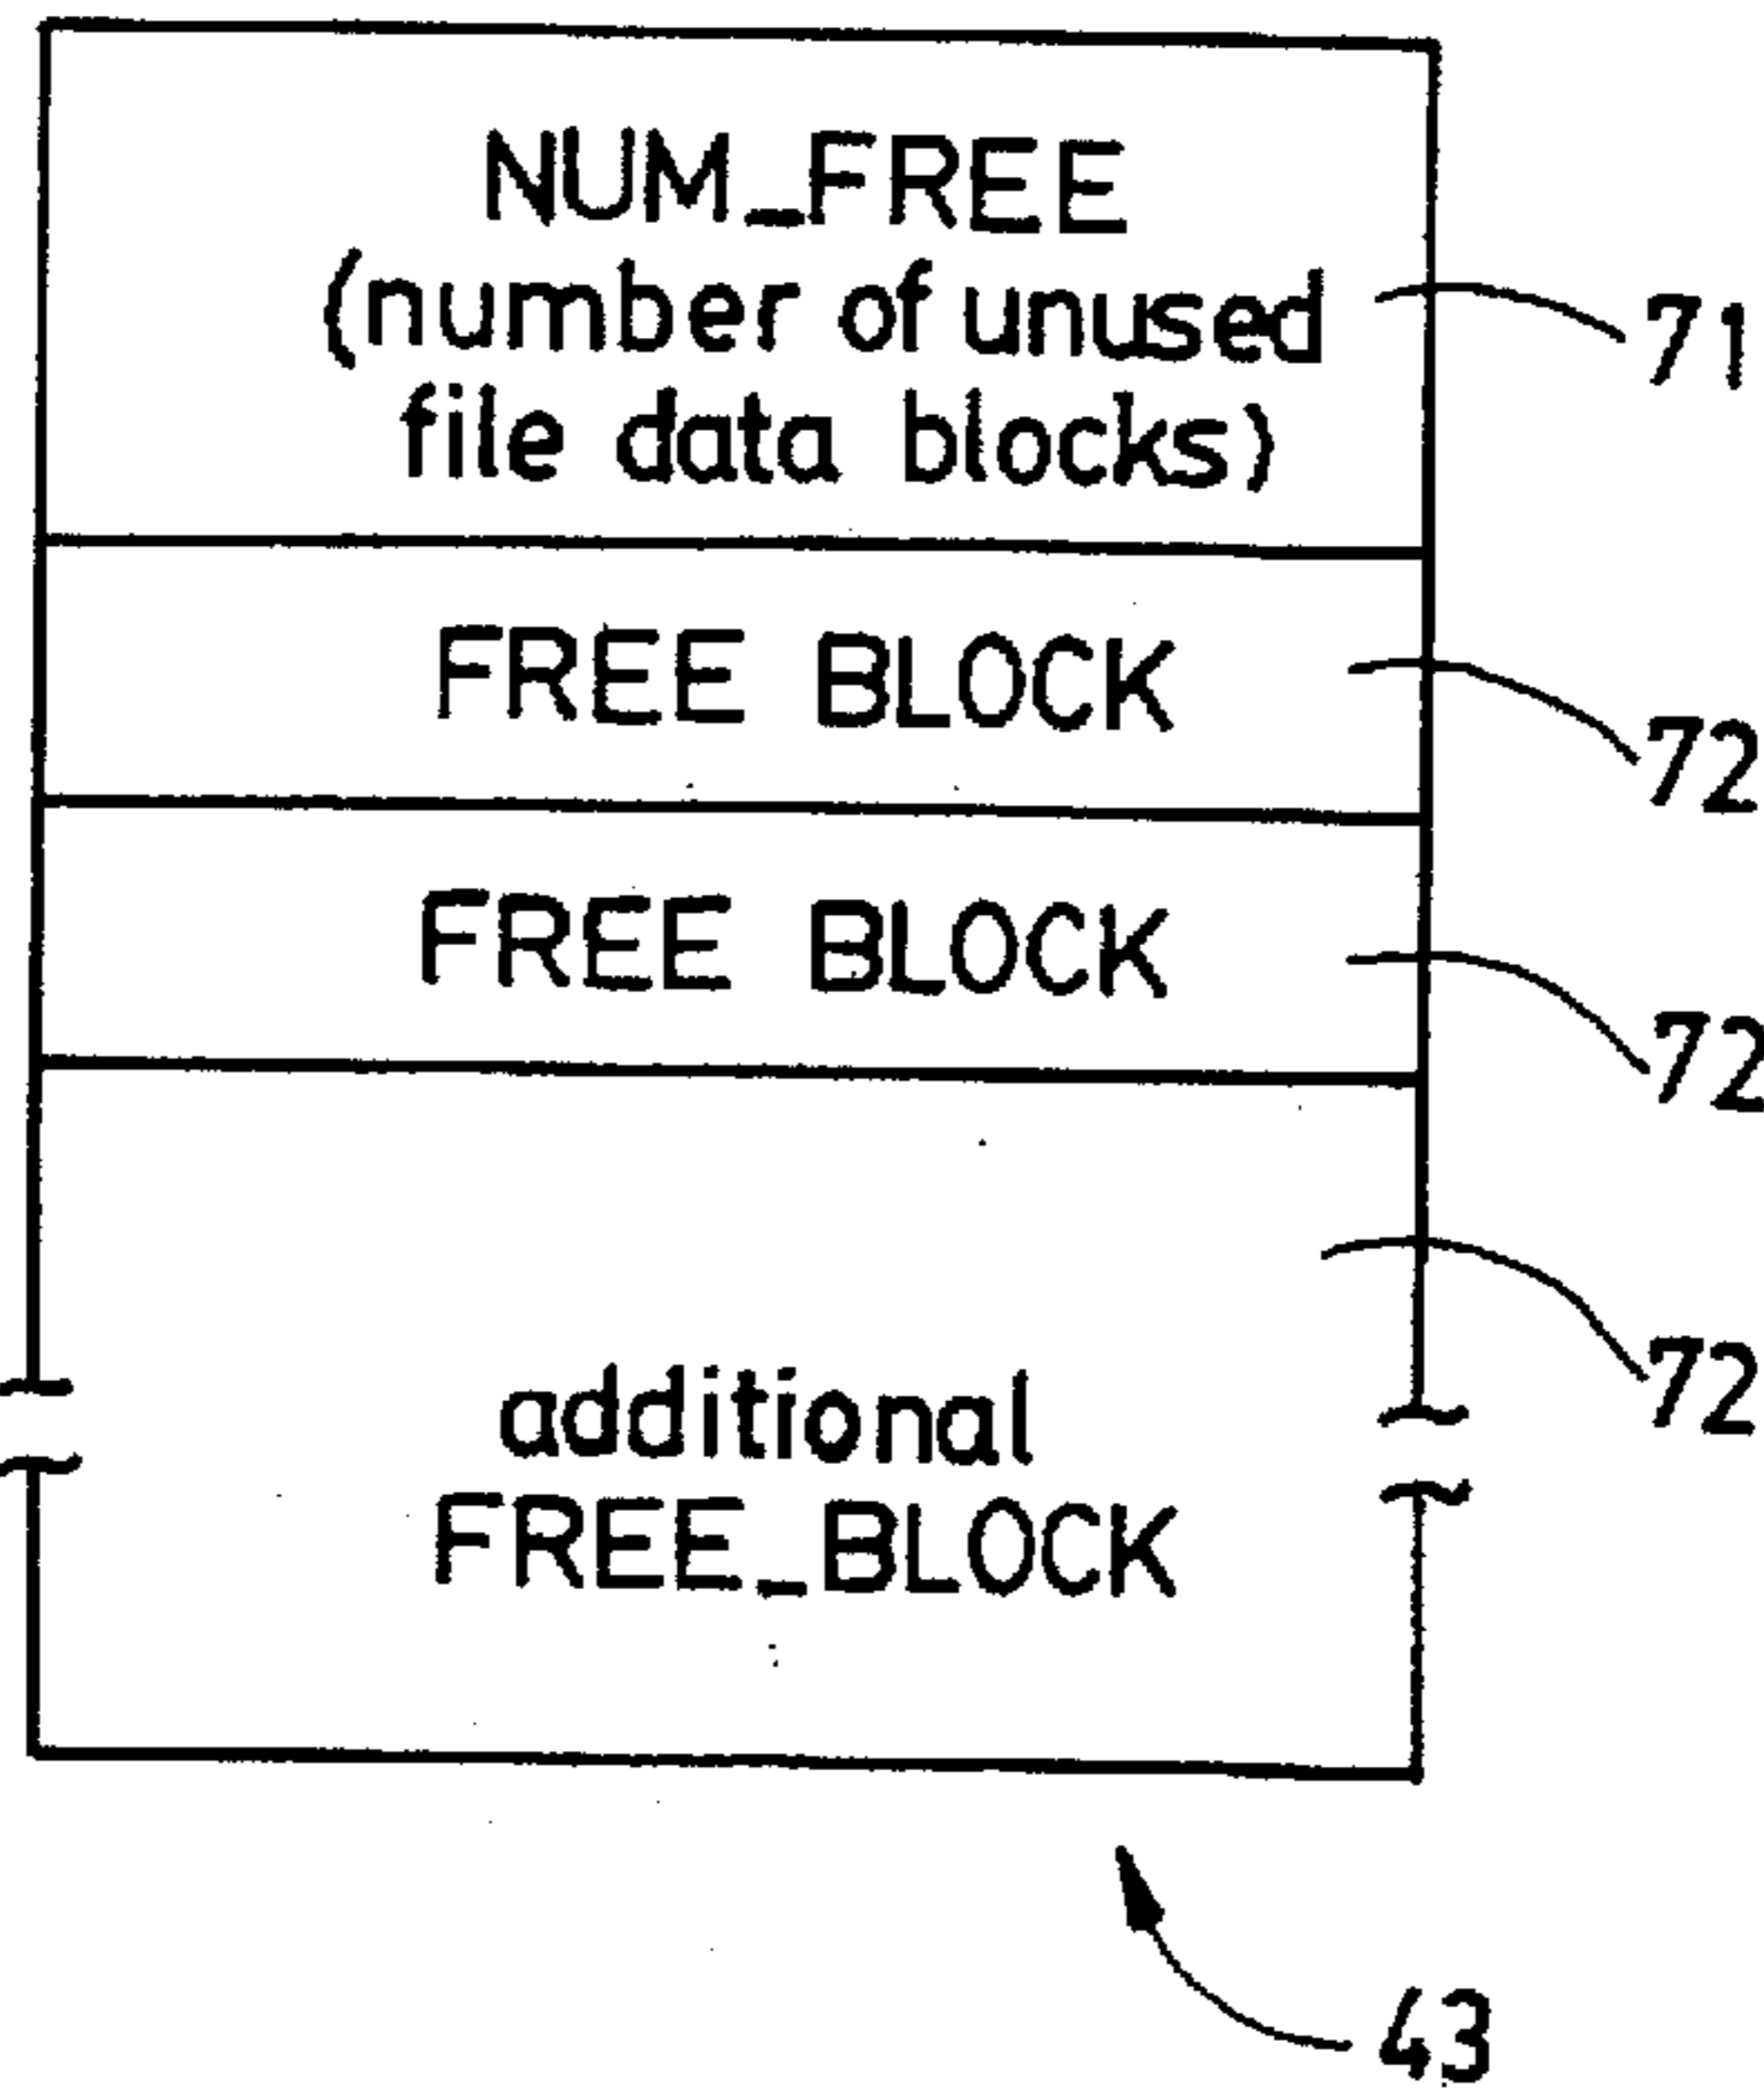 NUM_FREE
(number of unused
file data blocks)
71
FREE BLOCK
72
FREE BLOCK
72
72
additional
FREE_BLOCK
43